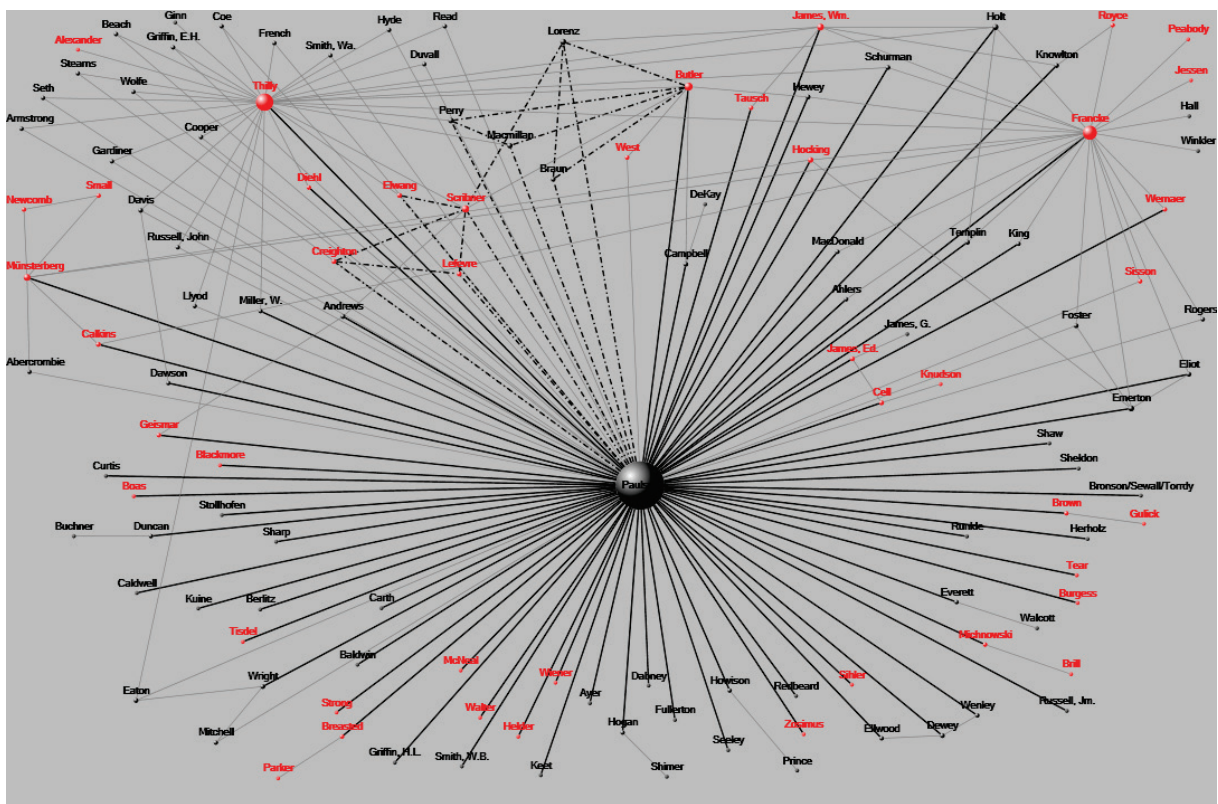 Ginn
Coe
Hyde
Read
James, Wm.
Holt
Royce
Peabody
Beach
Alexander
Griffin, E.H.
French
Smith, Wa.
Lorenz
Knowlton
Stearns
Duvall
Schurman
Jessen
Wolfe
Thilly
Butler
Seth
Hewey
Tausch
Hall
Armstrong
Cooper
Perry
Macmillan
Francke
Winkler
Gardiner
West
Hocking
Braun
Diehl
Elwang
Scribner
Small
Newcomb
Davis
DeKay
Wernaer
Russell, John
Creighton
Lefevre
Campbell
MacDonald
Templin
King
Münsterberg
Sisson
Llyod
Miller, W.
Andrews
Ahlers
Foster
Rogers
Calkins
James, G.
James, Ed.
Abercrombie
Dawson
Knudson
Eliot
Cell
Emerton
Geismar
Shaw
Blackmore
Curtis
Sheldon
Boas
Paulsen
Bronson/Sewall/Torrdy
Stollhofen
Brown
Gulick
Buchner
Duncan
Sharp
Runkle
Herholz
Tear
Caldwell
Kuine
Berlitz
Carth
Everett
Burgess
Walcott
Tisdel
Michnowski
Baldwin
McNeal
Brill
Eaton
Wright
Wiener
Dabney
Howison
Sihler
Redbeard
Strong
Walter
Ayer
Fullerton
Wenley
Russell, Jm.
Mitchell
Breasted
Helder
Hogan
Zosimus
Ellwood
Dewey
Parker
Griffin, H.L.
Smith, W.B.
Keet
Shimer
Seeley
Prince